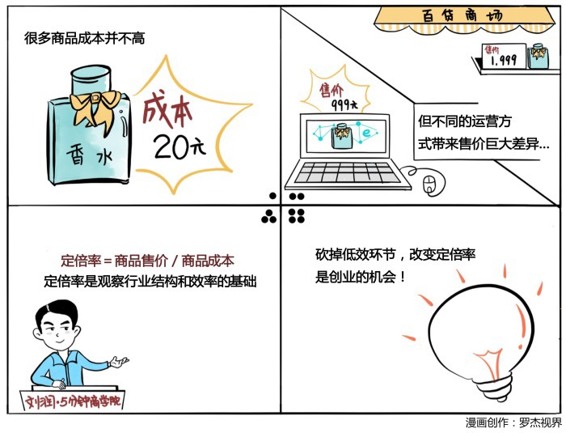 很多商品成本并不高
成本
20元
香水
百货商场
售价
1.999
售价
999元
e
但不同的运营方
式带来售价巨大差异...
定倍率=商品售价/商品成本
定倍率是观察行业结构和效率的基础
刘润·5分钟商学院
砍掉低效环节，改变定倍率
是创业的机会！
漫画创作：罗杰视界